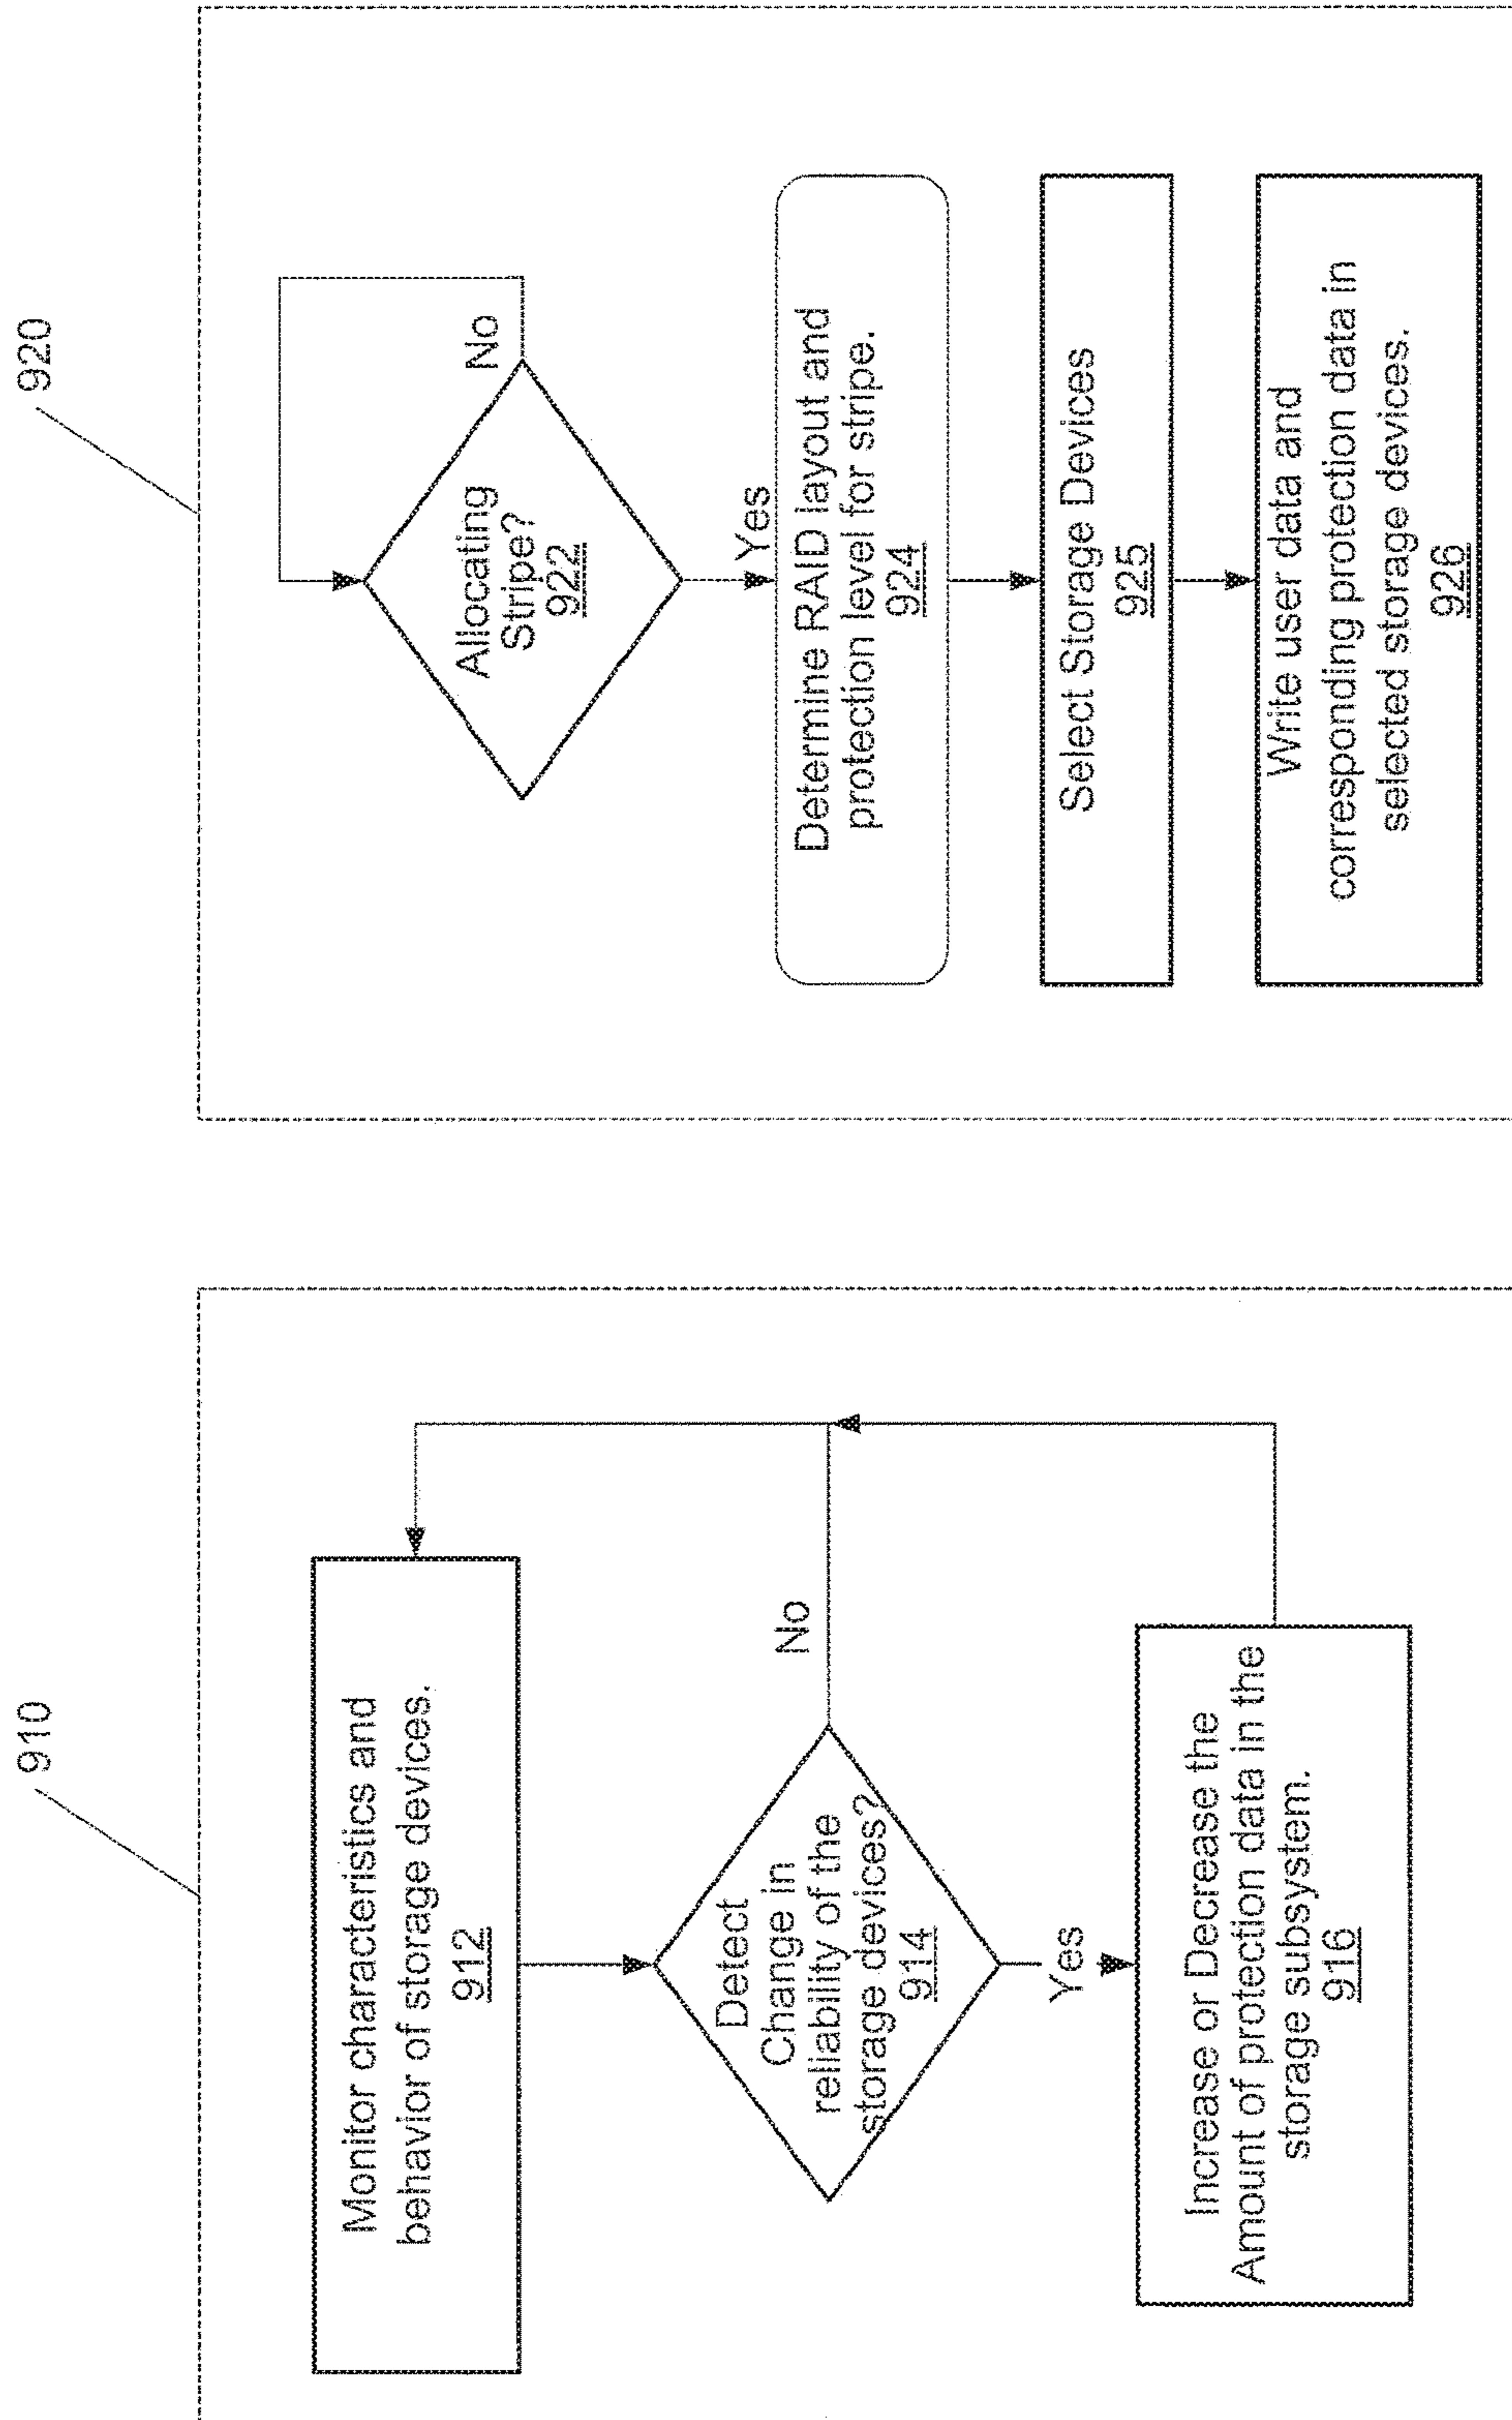 910
Monitor characteristics and
behavior of storage devices.
912
Detect
Change in
reliability of the
storage devices?
914
No
Yes
Increase or Decrease the
Amount of protection data in the
storage subsystem.
916
920
Allocating
Stripe?
922
No
Yes
Determine RAID layout and
protection level for stripe.
924
Select Storage Devices
925
Write user data and
corresponding protection data in
selected storage devices.
926